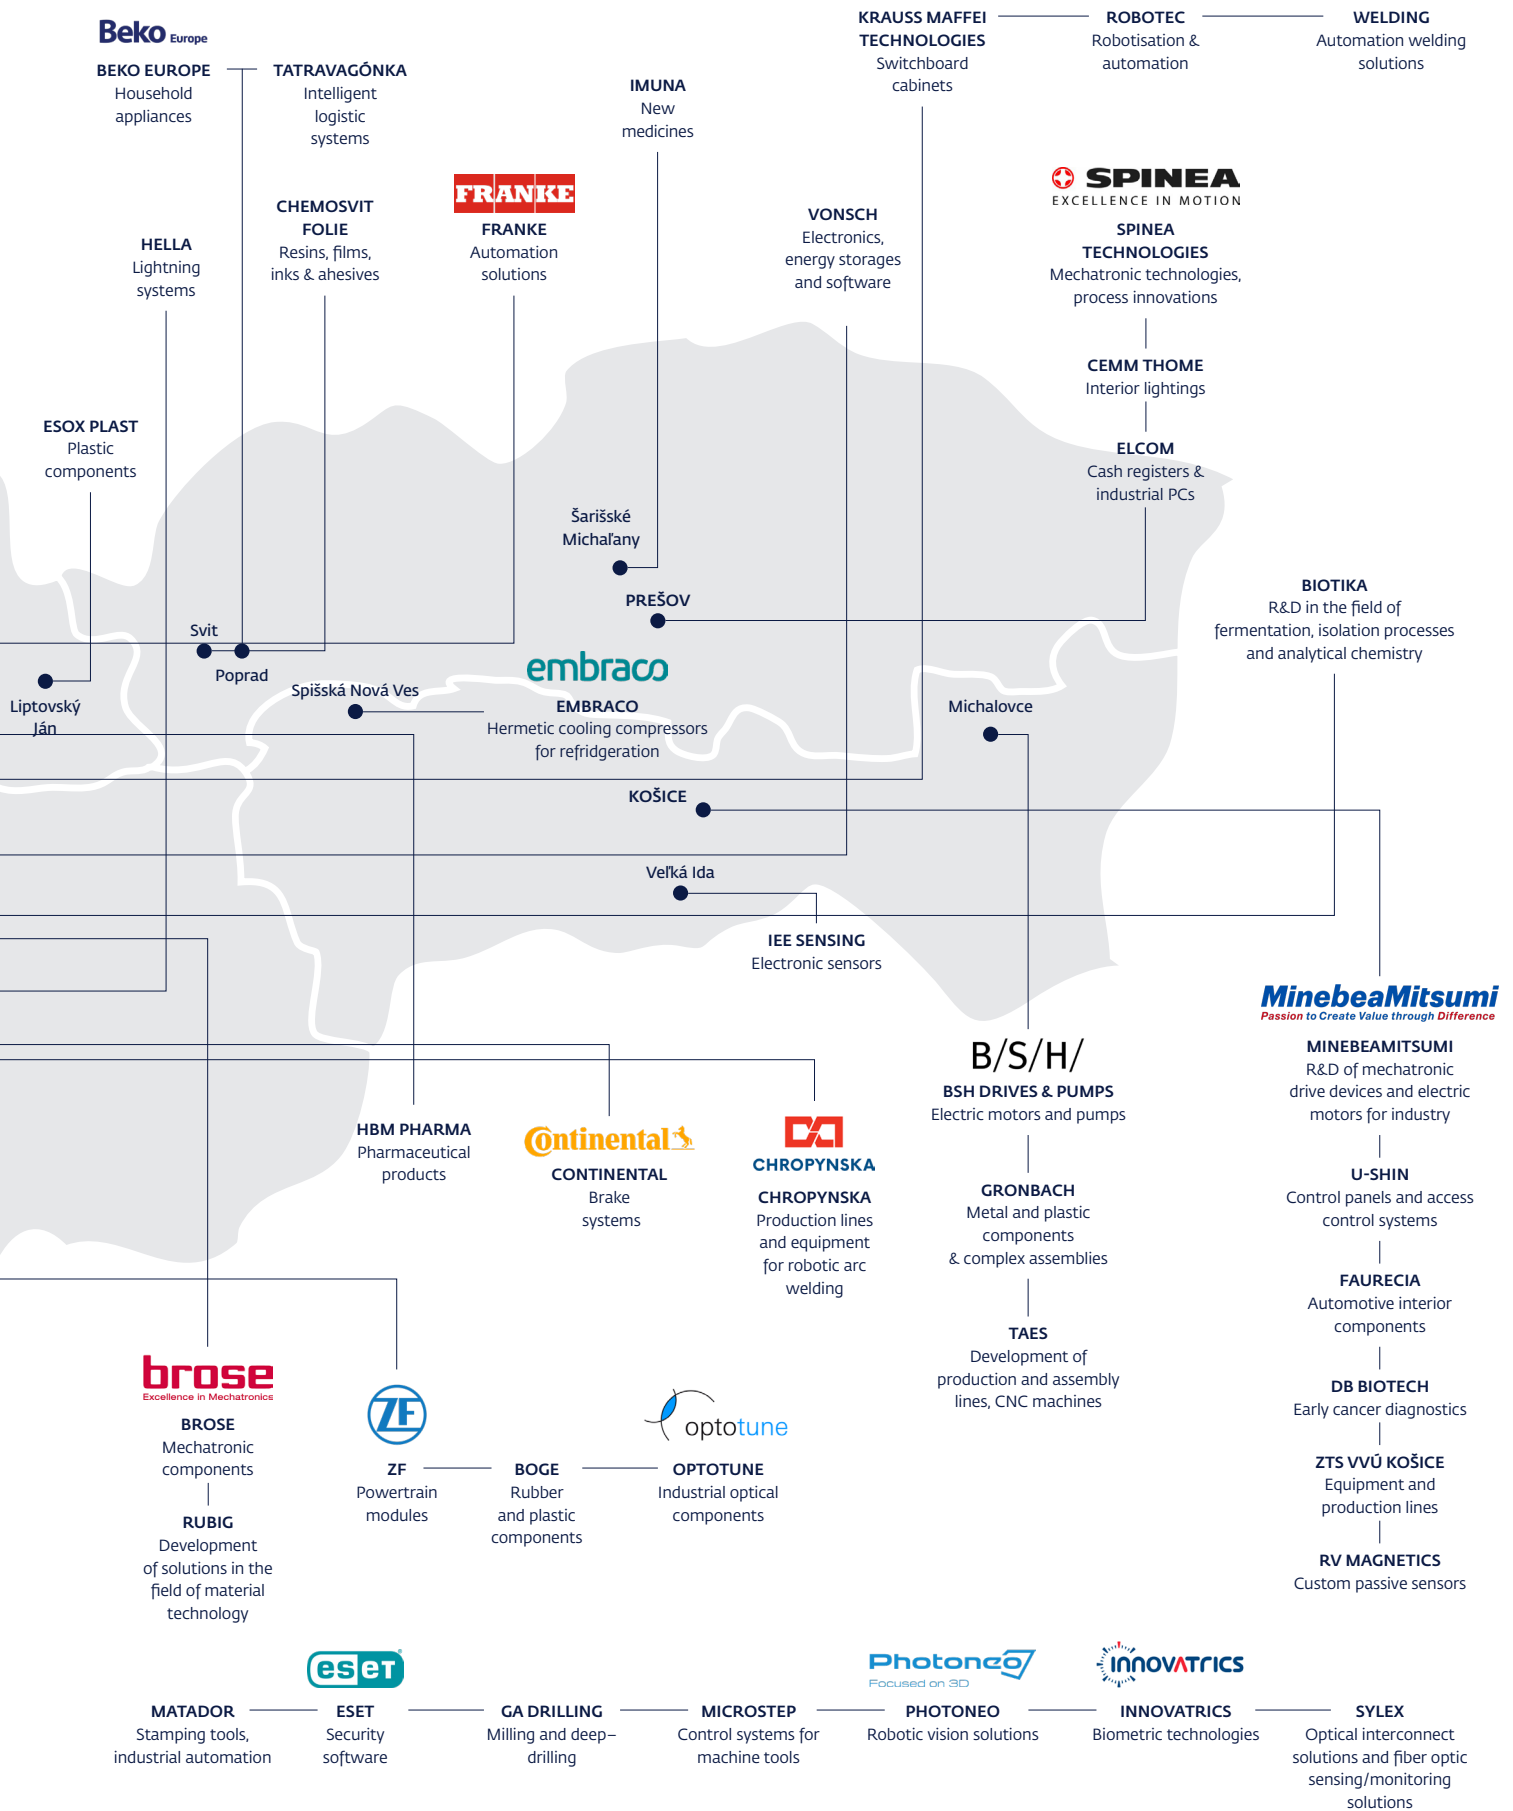 Beko Europe
BEKO EUROPE
Household
appliances
TATRAVAGÓNKA
Intelligent
logistic
systems
KRAUSS MAFFEI
TECHNOLOGIES
Switchboard
cabinets
ROBOTEC
Robotisation &
automation
WELDING
Automation welding
solutions
IMUNA
New
medicines
HELLA
Lightning
systems
CHEMOSVIT
FOLIE
Resins, films,
inks & ahesives
FRANKE
FRANKE
Automation
solutions
VONSCH
Electronics,
energy storages
and software
SPINEA
EXCELLENCE IN MOTION
SPINEA
TECHNOLOGIES
Mechatronic technologies,
process innovations
CEMM THOME
Interior lightings
ELCOM
Cash registers &
industrial PCs
ESOX PLAST
Plastic
components
Šarišské
Michaľany
PREŠOV
BIOTIKA
R&D in the field of
fermentation, isolation processes
and analytical chemistry
Svit
Poprad
Liptovský
Ján
Spišská Nová Ves
embraco
EMBRACO
Hermetic cooling compressors
for refridgeration
Michalovce
KOŠICE
Veľká Ida
IEE SENSING
Electronic sensors
MinebeaMitsumi
Passion to Create Value through Difference
MINEBEAMITSUMI
R&D of mechatronic
drive devices and electric
motors for industry
U-SHIN
Control panels and access
control systems
FAURECIA
Automotive interior
components
DB BIOTECH
Early cancer diagnostics
ZTS VVÚ KOŠICE
Equipment and
production lines
RV MAGNETICS
Custom passive sensors
B/S/H/
BSH DRIVES & PUMPS
Electric motors and pumps
GRONBACH
Metal and plastic
components
& complex assemblies
TAES
Development of
production and assembly
lines, CNC machines
HBM PHARMA
Pharmaceutical
products
Continental
CONTINENTAL
Brake
systems
CHROPYNSKA
CHROPYNSKA
Production lines
and equipment
for robotic arc
welding
brose
Excellence in Mechatronics
BROSE
Mechatronic
components
RUBIG
Development
of solutions in the
field of material
technology
ZF
ZF
Powertrain
modules
BOGE
Rubber
and plastic
components
optotune
OPTOTUNE
Industrial optical
components
MATADOR
Stamping tools,
industrial automation
eset
ESET
Security
software
GA DRILLING
Milling and deep–
drilling
MICROSTEP
Control systems for
machine tools
Photoneo
Focused on 3D
PHOTONEO
Robotic vision solutions
INNOVATRICS
INNOVATRICS
Biometric technologies
SYLEX
Optical interconnect
solutions and fiber optic
sensing/monitoring
solutions